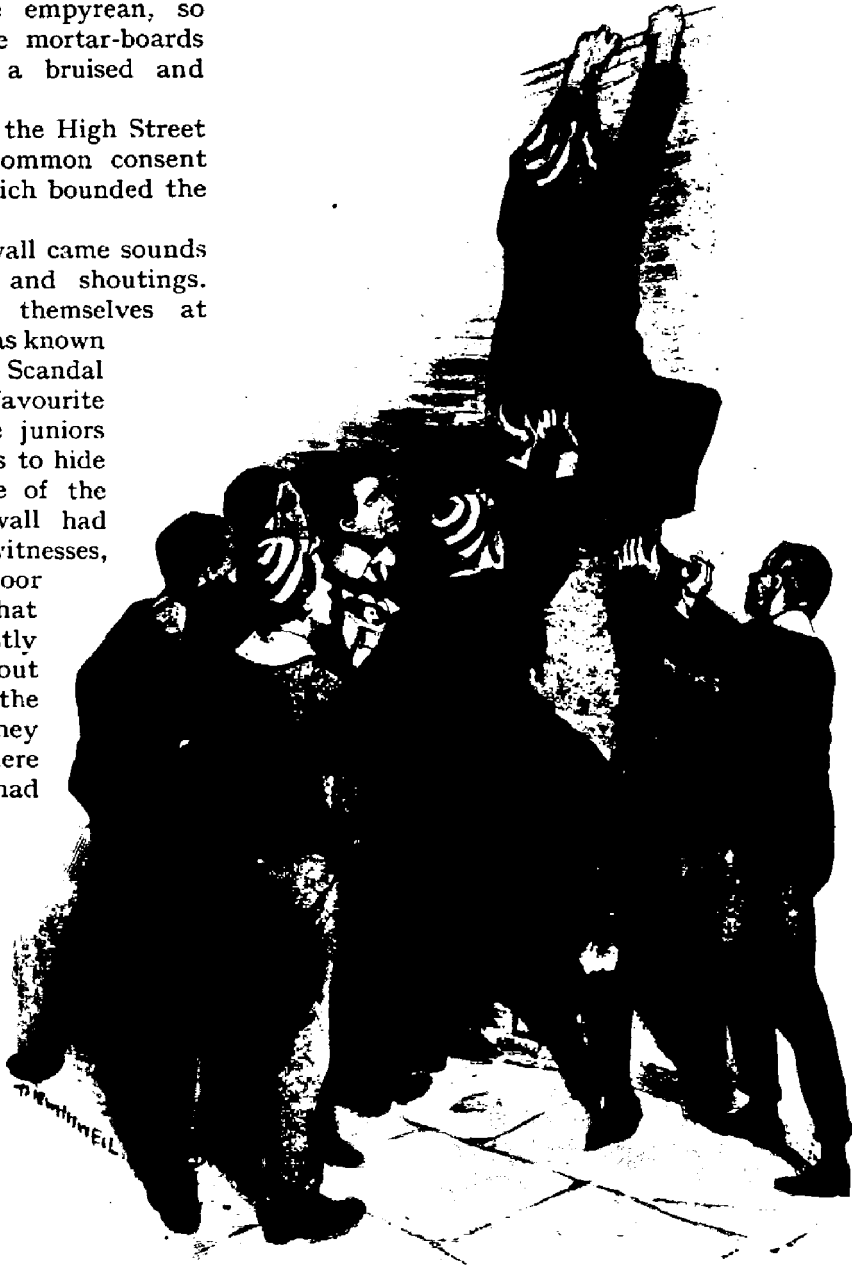 empyrean, so
mortar-boards
a bruised and
the High Street
ommon consent
ich bounded the
vall came sounds
and shoutings.
themselves at
as known
Scandal
avourite
juniors
s to hide
e of the
vall had
vitnesses,
oor
hat
tly
out
the
hey
ere
had